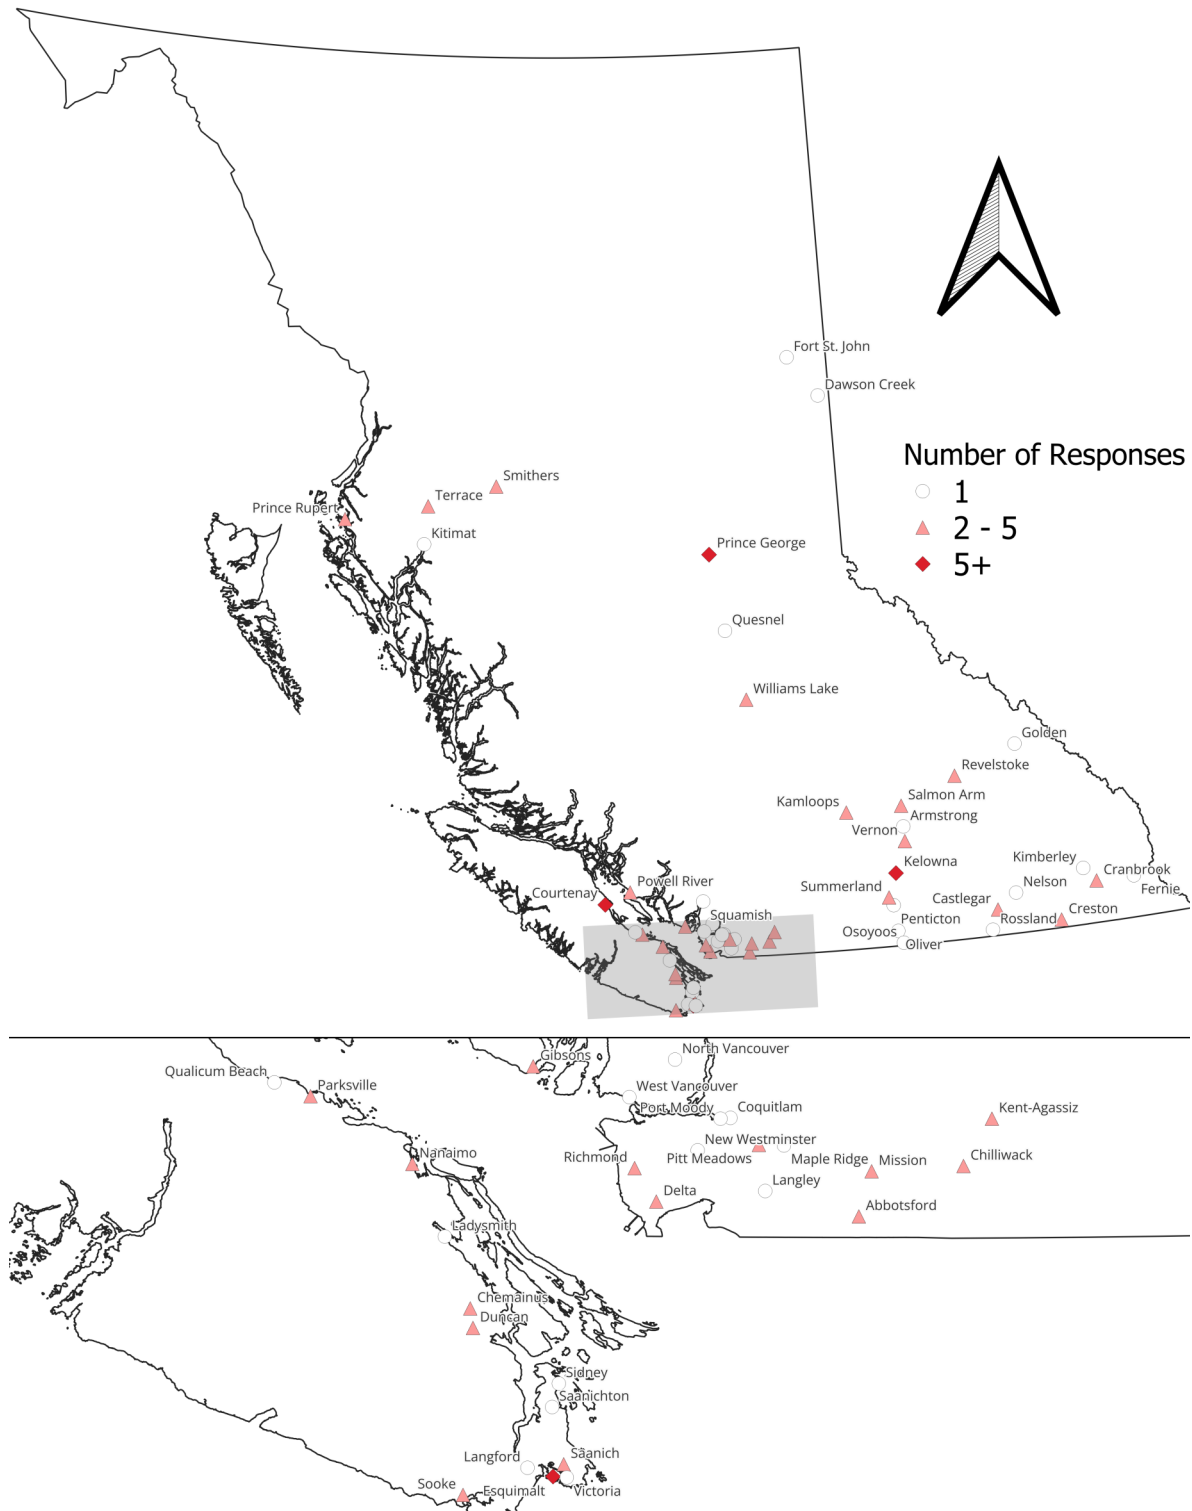 Fort St. John
Dawson Creek
Number of Responses
1
2 - 5
5+
Smithers
Terrace
Prince Rupert
Kitimat
Prince George
Quesnel
Williams Lake
Golden
Revelstoke
Salmon Arm
Kamloops
Armstrong
Vernon
Kelowna
Kimberley
Cranbrook
Summerland
Nelson
Fernie
Powell River
Courtenay
Castlegar
Creston
Squamish
Penticton
Rossland
Osoyoos
Oliver
North Vancouver
Gibsons
Qualicum Beach
Parksville
West Vancouver
Port Moody
Coquitlam
Kent-Agassiz
New Westminster
Nanaimo
Richmond
Pitt Meadows
Maple Ridge
Mission
Chilliwack
Langley
Delta
Abbotsford
Ladysmith
Chemainus
Duncan
Sidney
Saanichton
Langford
Saanich
Sooke
Esquimalt
Victoria